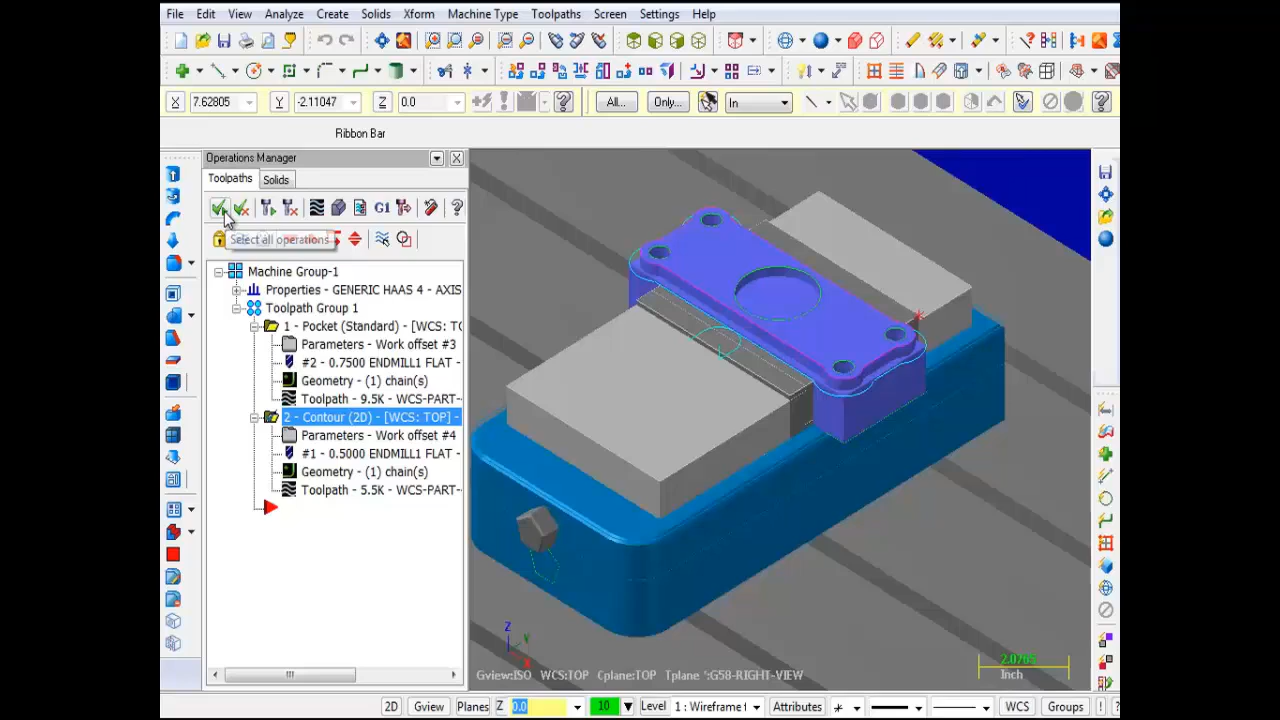 File Edit View Analyze Create Solids Xform Machine Type Toolpaths Screen Settings Help
X 7.62805 Y -2.11047 Z 0.0 All... Only... In
Ribbon Bar
Operations Manager
Toolpaths Solids
G1
Select all operations
Machine Group-1
Properties - GENERIC HAAS 4 - AXIS
Toolpath Group 1
1 - Pocket (Standard) - [WCS: TO
Parameters - Work offset #3
#2 - 0.7500 ENDMILL1 FLAT -
Geometry - (1) chain(s)
Toolpath - 9.5K - WCS-PART-
2 - Contour (2D) - [WCS: TOP] -
Parameters - Work offset #4
#1 - 0.5000 ENDMILL1 FLAT -
Geometry - (1) chain(s)
Toolpath - 5.5K - WCS-PART-
Z
Gview:ISO WCS:TOP Cplane:TOP Tplane *:G58-RIGHT-VIEW
2.0765
Inch
2D Gview Planes Z 0.0 10 Level 1 : Wireframe Attributes WCS Groups